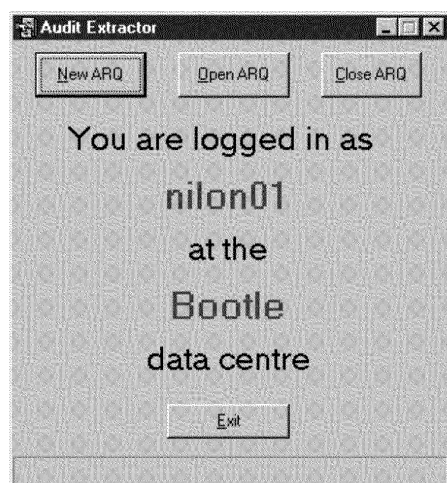 Audit Extractor
New ARQ Open ARQ Close ARQ
You are logged in as
nilon01
at the
Bootle
data centre
Exit